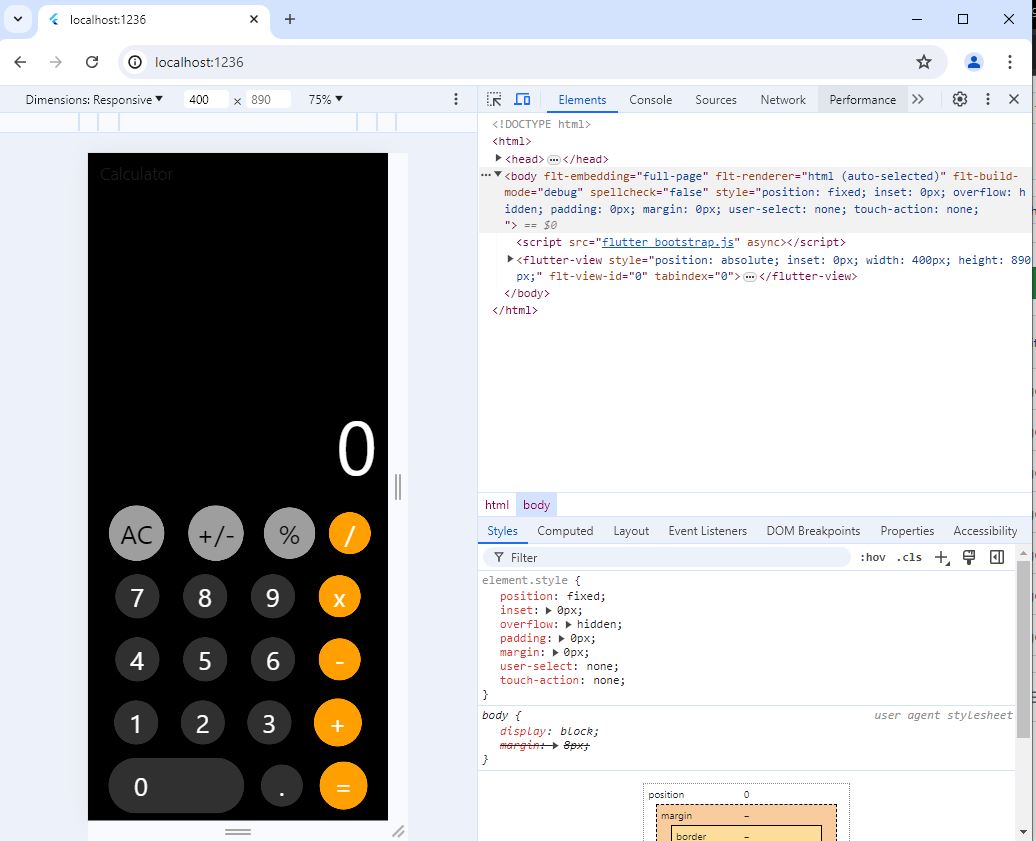 localhost:1236
localhost:1236
Dimensions: Responsive 400 × 890 75%
Elements Console Sources Network Performance
Calculator
0
AC +/- % /
7 8 9 x
4 5 6 -
1 2 3 +
0 . =
<!DOCTYPE html>
<html>
<head> ••• </head>
••• <body flt-embedding="full-page" flt-renderer="html (auto-selected)" flt-build-
mode="debug" spellcheck="false" style="position: fixed; inset: 0px; overflow: h
idden; padding: 0px; margin: 0px; user-select: none; touch-action: none;
"> == $0
<script src="flutter_bootstrap.js" async></script>
<flutter-view style="position: absolute; inset: 0px; width: 400px; height: 890
px;" flt-view-id="0" tabindex="0"> ••• </flutter-view>
</body>
</html>
html body
Styles Computed Layout Event Listeners DOM Breakpoints Properties Accessibility
Filter :hov .cls
element.style {
position: fixed;
inset: 0px;
overflow: hidden;
padding: 0px;
margin: 0px;
user-select: none;
touch-action: none;
}
body { user agent stylesheet
display: block;
margin: 8px;
}
position 0
margin –
border –